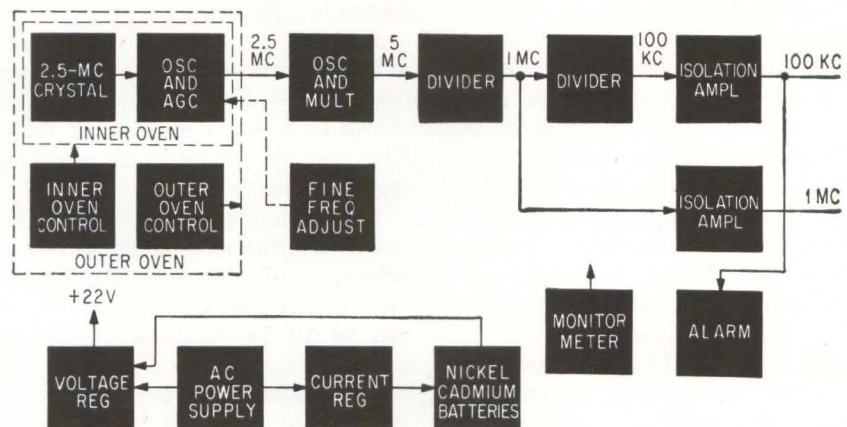 2.5-MC
CRYSTAL
OSC
AND
AGC
INNER OVEN
INNER
OVEN
CONTROL
OUTER
OVEN
CONTROL
OUTER OVEN
2.5
MC
OSC
AND
MULT
FINE
FREQ
ADJUST
5
MC
DIVIDER
1 MC
DIVIDER
100
KC
ISOLATION
AMPL
100 KC
ISOLATION
AMPL
1 MC
MONITOR
METER
ALARM
+22V
VOLTAGE
REG
AC
POWER
SUPPLY
CURRENT
REG
NICKEL
CADMIUM
BATTERIES